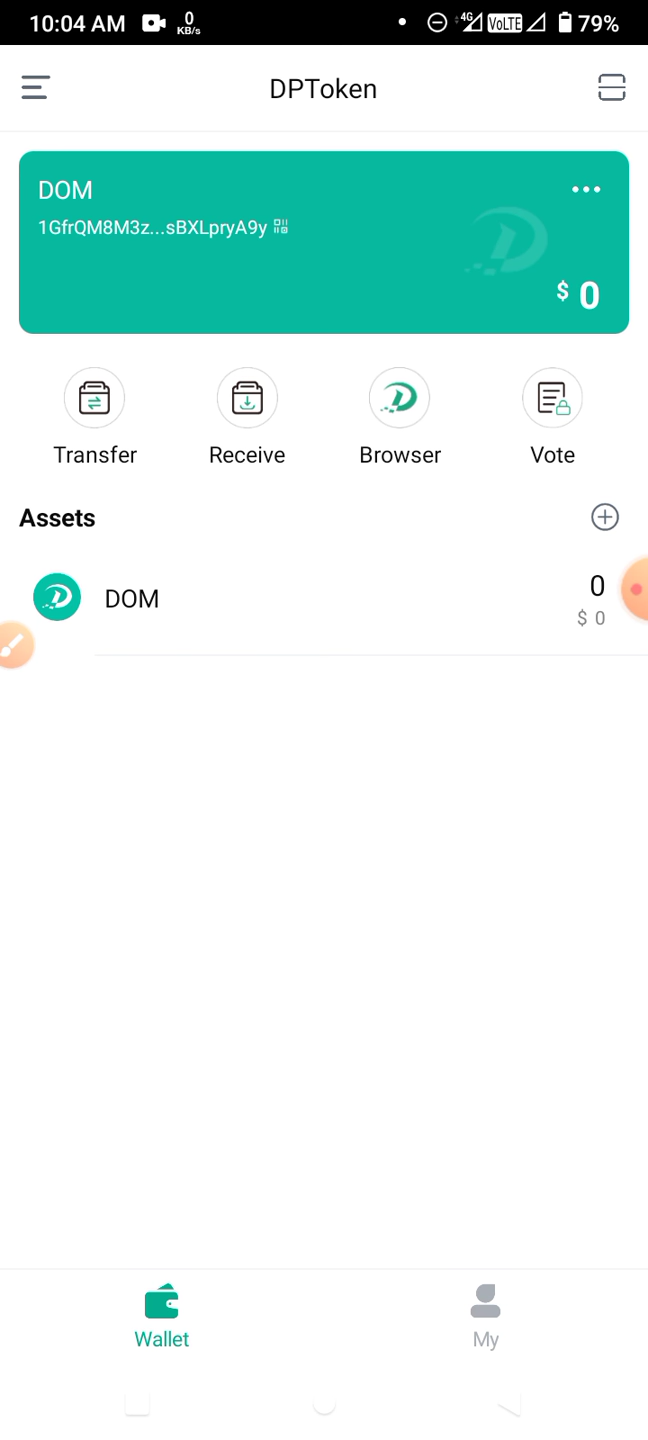 10:04 AM 0 KB/s 4G VoLTE 79%
DPToken
DOM
1GfrQM8M3z...sBXLpryA9y
$ 0
Transfer Receive Browser Vote
Assets
DOM 0
$ 0
Wallet My